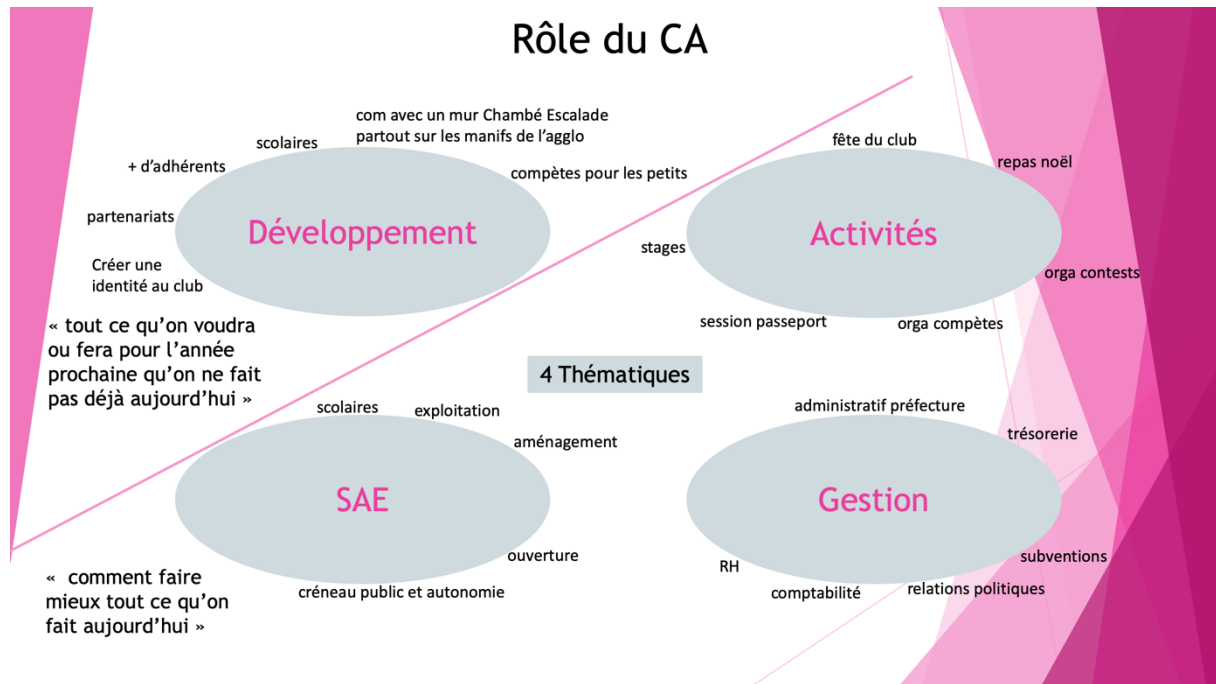 Rôle du CA
com avec un mur Chambé Escalade
partout sur les manifs de l'agglo
scolaires
+ d'adhérents
compètes pour les petits
partenariats
Développement
Créer une
identité au club
« tout ce qu'on voudra
ou fera pour l'année
prochaine qu'on ne fait
pas déjà aujourd'hui »
fête du club
repas noël
Activités
stages
orga contests
session passeport
orga compètes
4 Thématiques
scolaires
exploitation
aménagement
SAE
ouverture
créneau public et autonomie
«  comment faire
mieux tout ce qu'on
fait aujourd'hui »
administratif préfecture
trésorerie
Gestion
subventions
RH
comptabilité
relations politiques